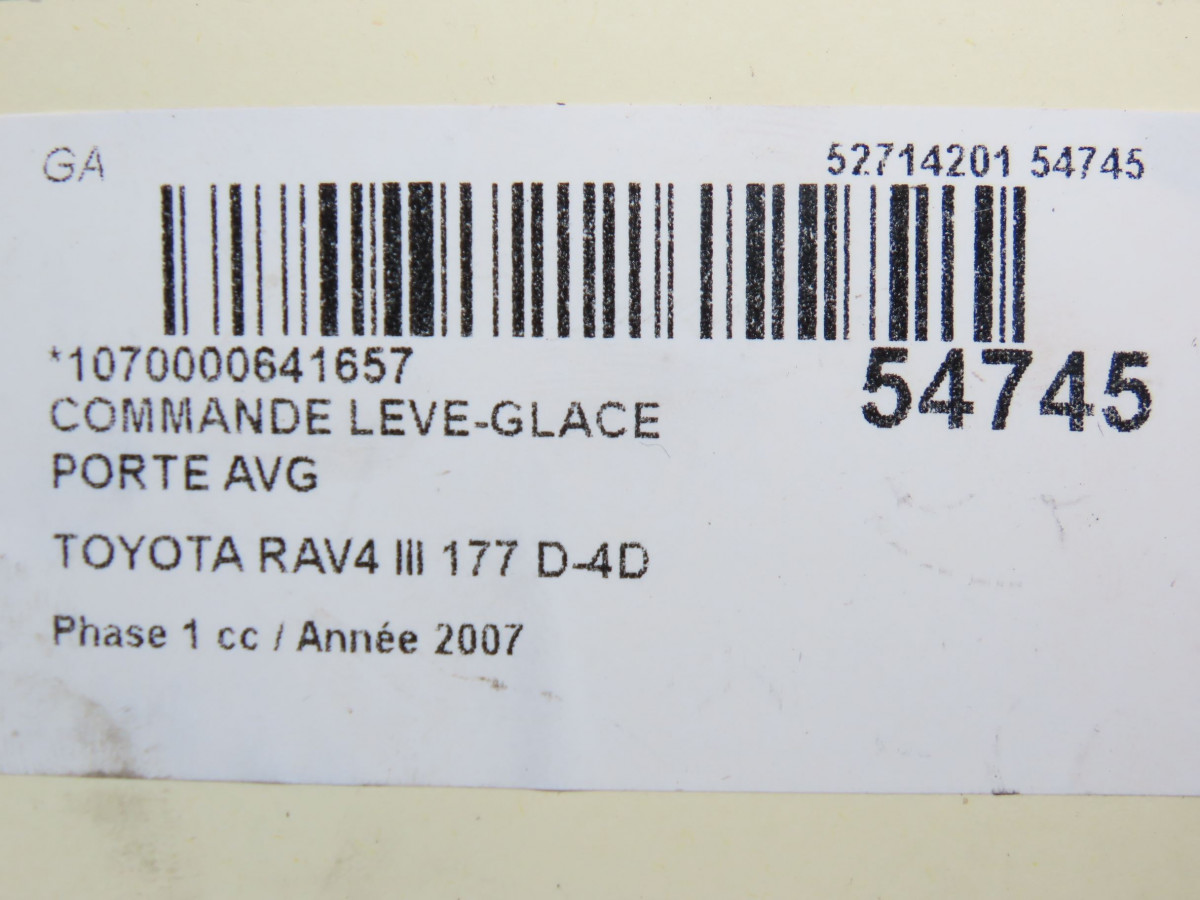 GA
52714201 54745
*1070000641657
54745
COMMANDE LEVE-GLACE
PORTE AVG
TOYOTA RAV4 III 177 D-4D
Phase 1 cc / Année 2007